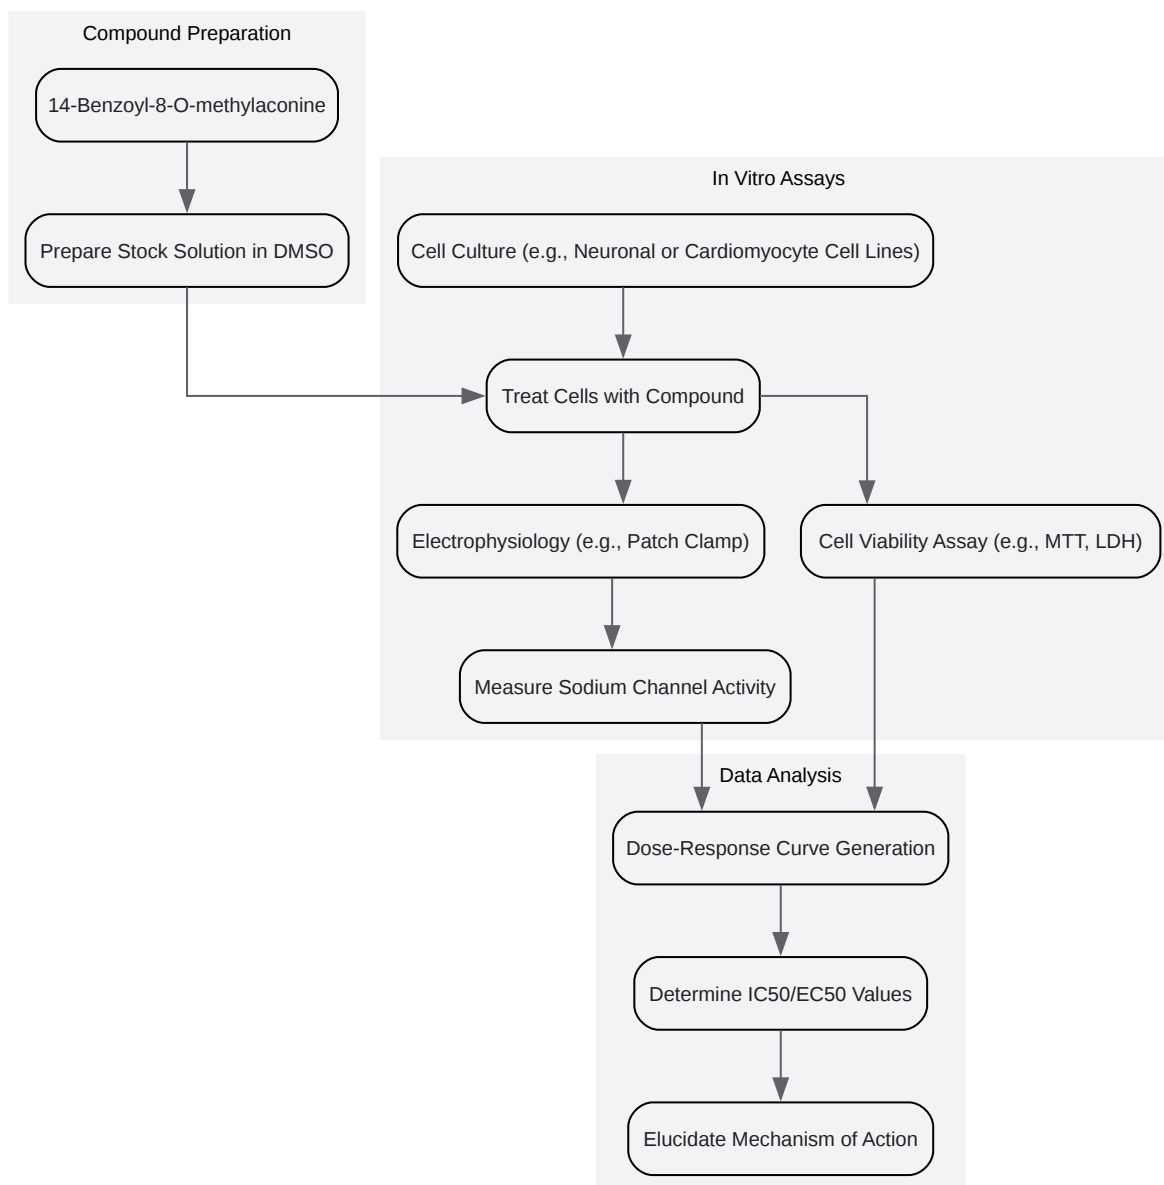 Compound Preparation
14-Benzoyl-8-O-methylaconine
Prepare Stock Solution in DMSO
In Vitro Assays
Cell Culture (e.g., Neuronal or Cardiomyocyte Cell Lines)
Treat Cells with Compound
Electrophysiology (e.g., Patch Clamp)
Cell Viability Assay (e.g., MTT, LDH)
Measure Sodium Channel Activity
Data Analysis
Dose-Response Curve Generation
Determine IC50/EC50 Values
Elucidate Mechanism of Action